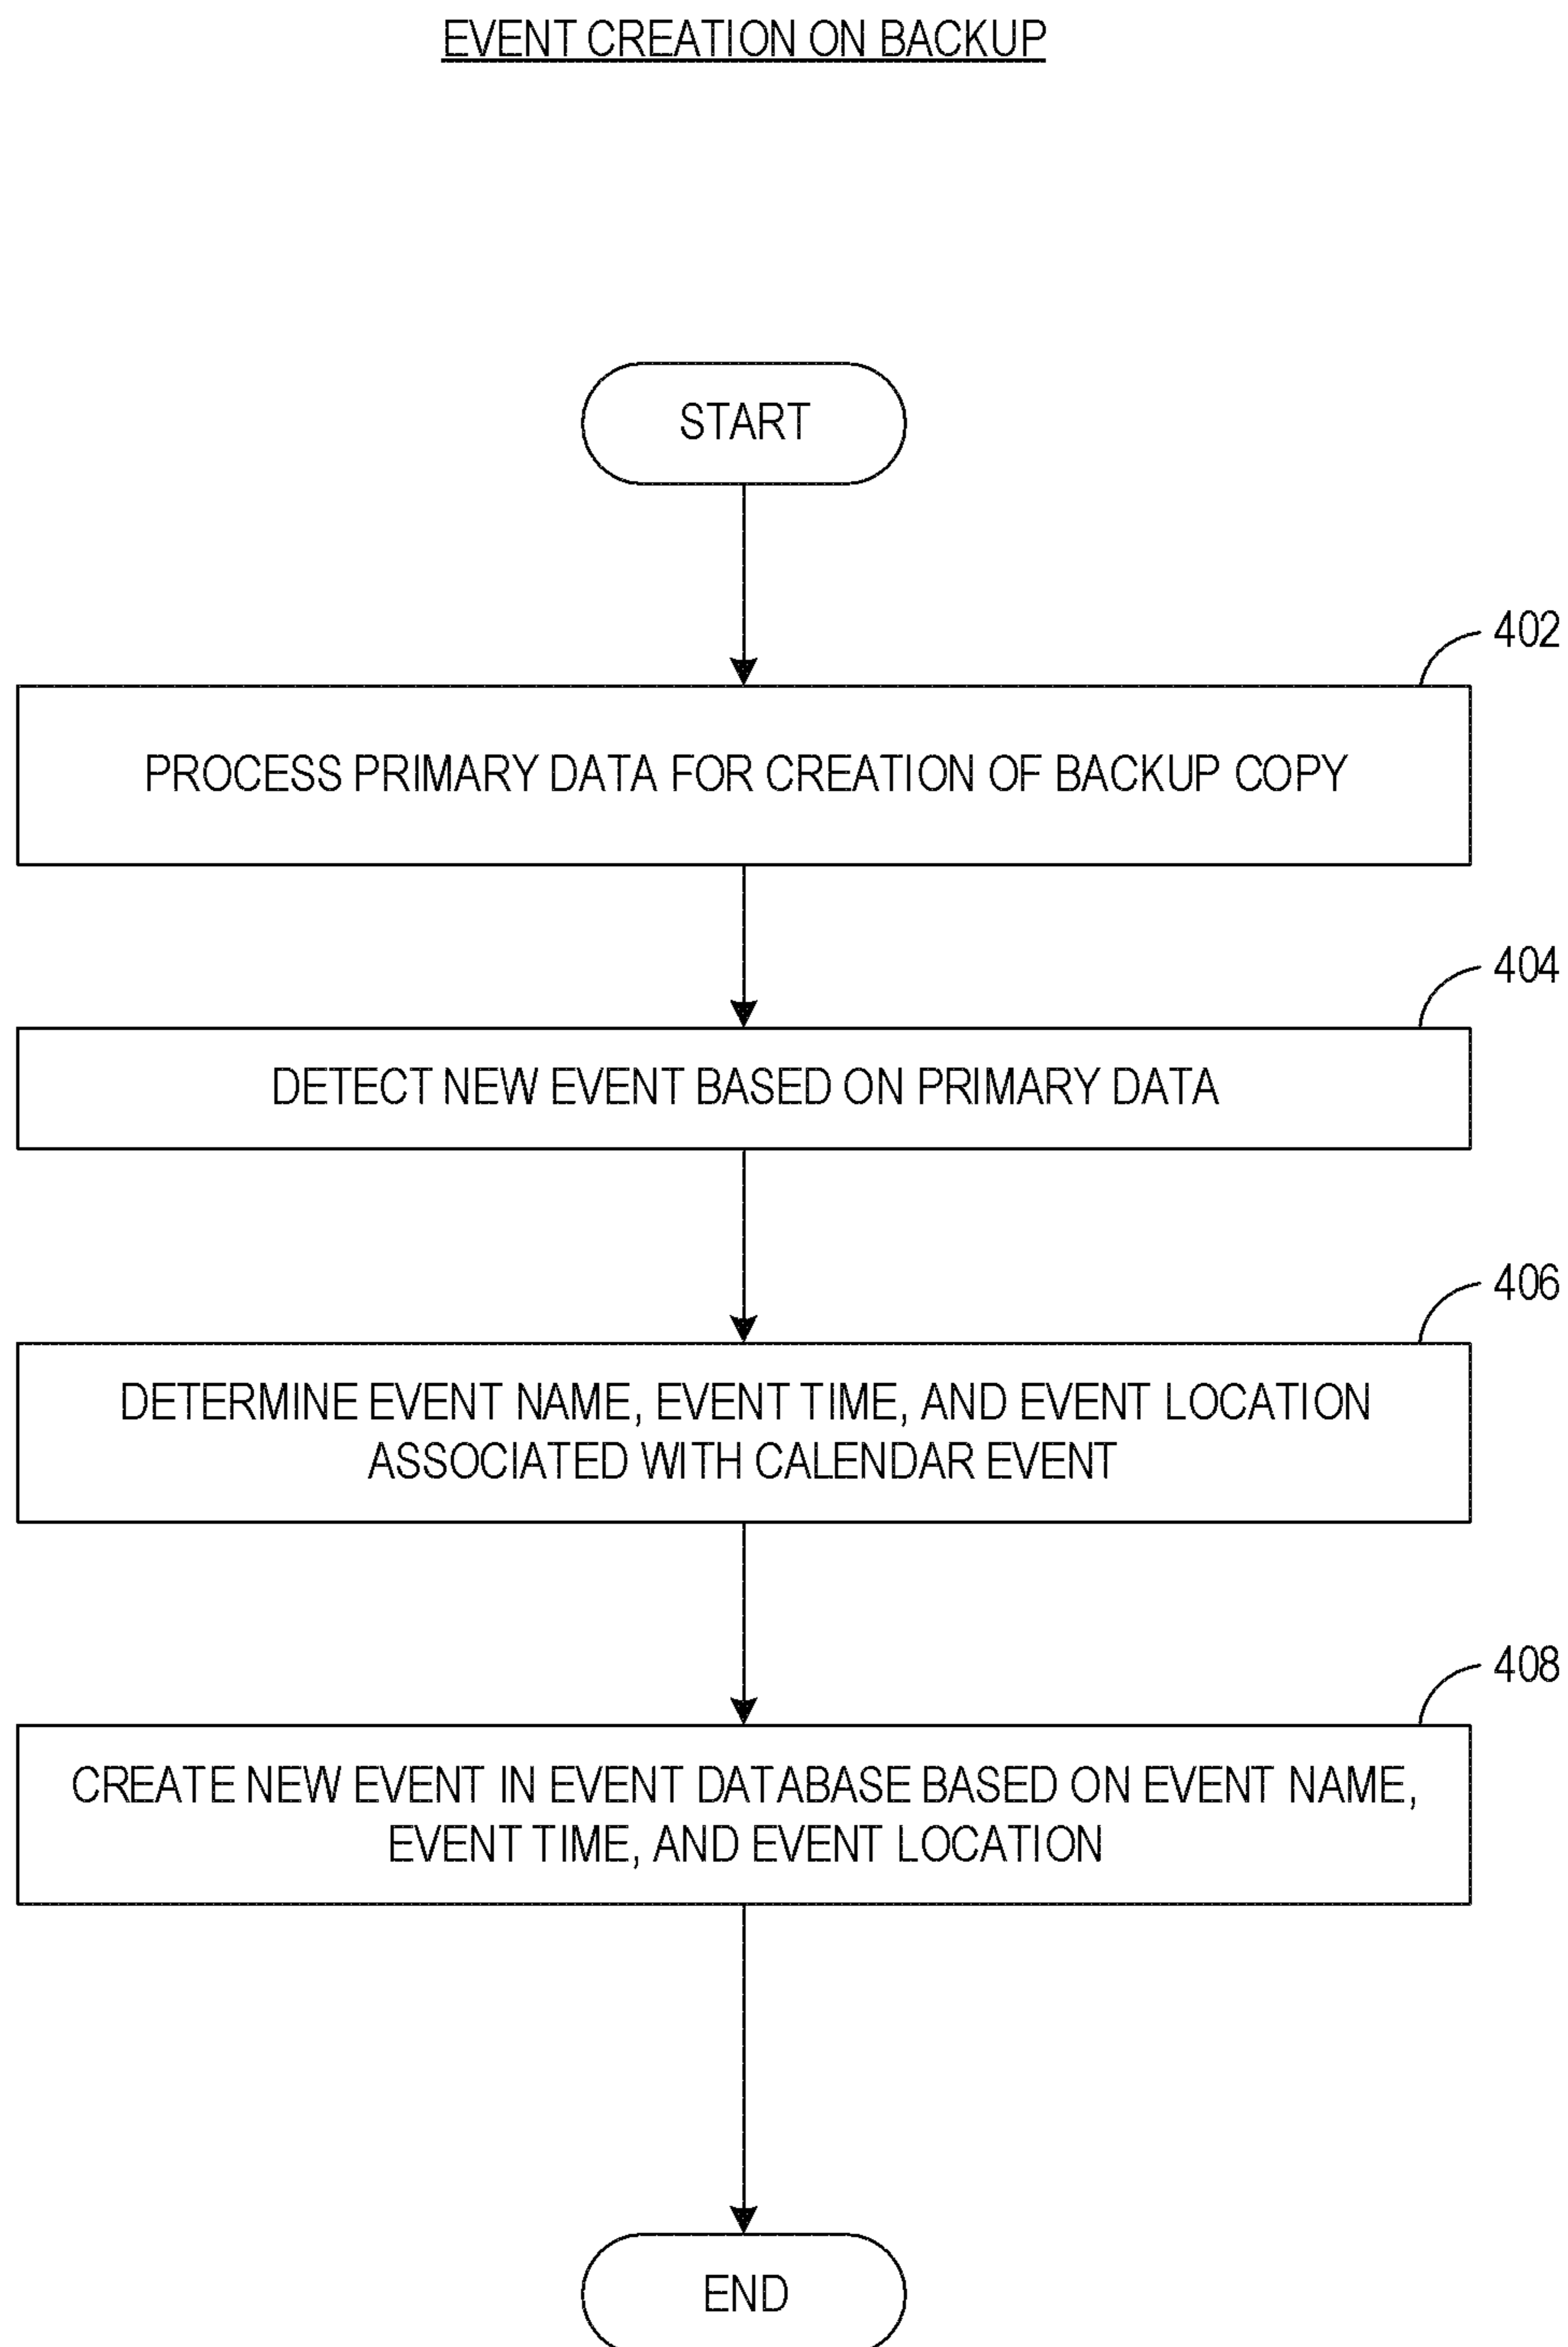 EVENT CREATION ON BACKUP
START
402
PROCESS PRIMARY DATA FOR CREATION OF BACKUP COPY
404
DETECT NEW EVENT BASED ON PRIMARY DATA
406
DETERMINE EVENT NAME, EVENT TIME, AND EVENT LOCATION
ASSOCIATED WITH CALENDAR EVENT
408
CREATE NEW EVENT IN EVENT DATABASE BASED ON EVENT NAME,
EVENT TIME, AND EVENT LOCATION
END